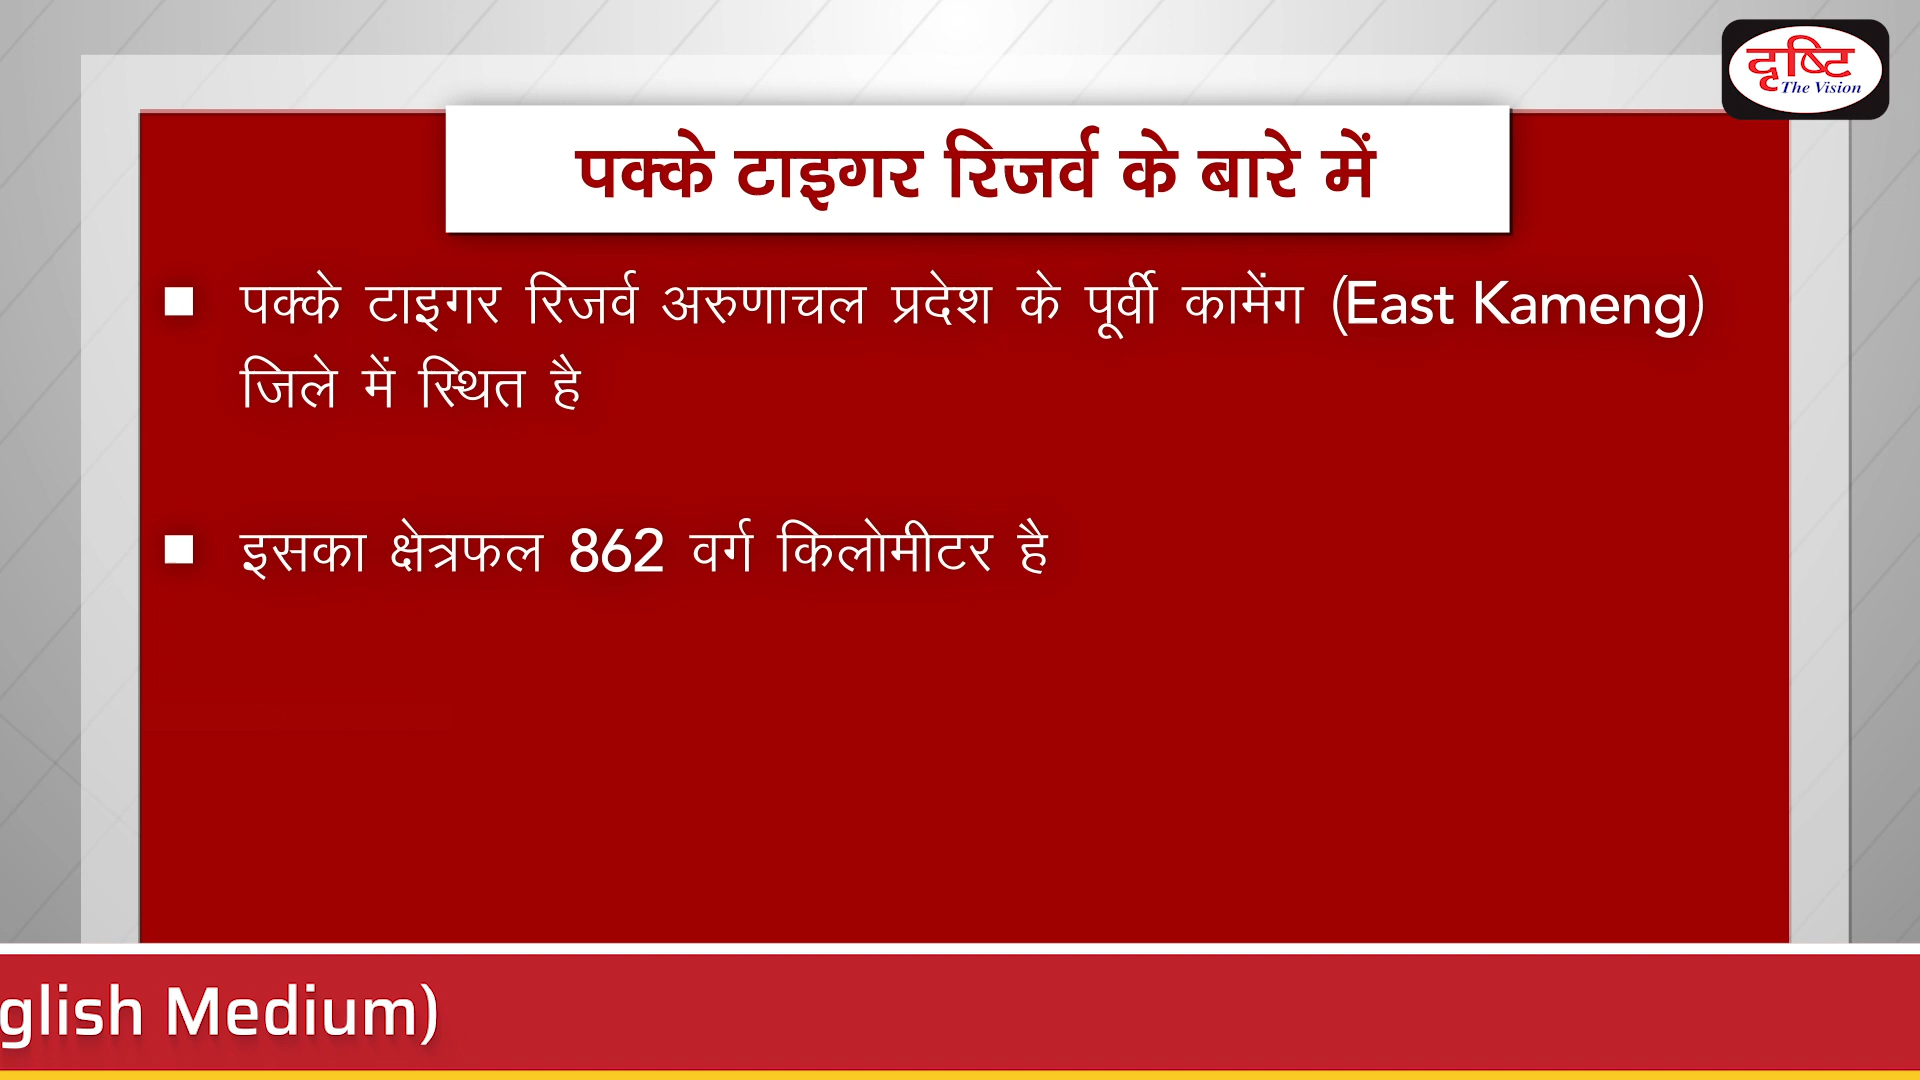 दृष्टि
The Vision
पक्के टाइगर रिजर्व के बारे में
■ पक्के टाइगर रिजर्व अरुणाचल प्रदेश के पूर्वी कामेंग (East Kameng)
जिले में स्थित है
■ इसका क्षेत्रफल 862 वर्ग किलोमीटर है
glish Medium)